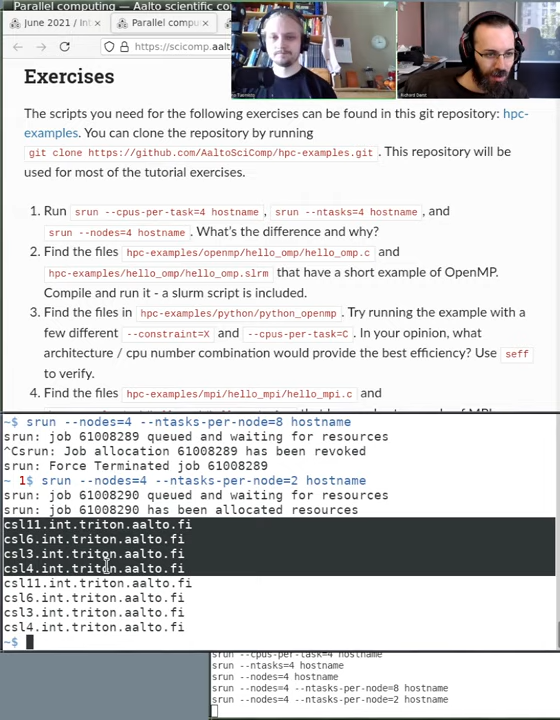 Parallel computing — Aalto scientific co
June 2021 / Int
Parallel compu
https://scicomp.aalt
Richard Darst
Exercises
The scripts you need for the following
exercises can be found in this git repository: hpc-
examples. You can clone the repository by running
git clone https://github.com/AaltoSciComp/hpc-examples.git . This repository will be
used for most of the tutorial exercises.
1. Run srun --cpus-per-task=4 hostname , srun --ntasks=4 hostname , and
srun --nodes=4 hostname . What's the difference and why?
2. Find the files hpc-examples/openmp/hello_omp/hello_omp.c and
hpc-examples/openmp/hello_omp/hello_omp.slrm that have a short example of OpenMP.
Compile and run it - a slurm script is included.
3. Find the files in hpc-examples/python/python_openmp . Try running the example with a
few different --constraint=X and --cpus-per-task=C . In your opinion, what
architecture / cpu number combination would provide the best efficiency? Use seff
to verify.
4. Find the files hpc-examples/mpi/hello_mpi/hello_mpi.c and
~$ srun --nodes=4 --ntasks-per-node=8 hostname
srun: job 61008289 queued and waiting for resources
^Csrun: Job allocation 61008289 has been revoked
srun: Force Terminated job 61008289
~ 1$ srun --nodes=4 --ntasks-per-node=2 hostname
srun: job 61008290 queued and waiting for resources
srun: job 61008290 has been allocated resources
csl11.int.triton.aalto.fi
csl6.int.triton.aalto.fi
csl3.int.triton.aalto.fi
csl4.int.triton.aalto.fi
csl11.int.triton.aalto.fi
csl6.int.triton.aalto.fi
csl3.int.triton.aalto.fi
csl4.int.triton.aalto.fi
~$
srun --cpus-per-task=4 hostname
srun --ntasks=4 hostname
srun --nodes=4 hostname
srun --nodes=4 --ntasks-per-node=8 hostname
srun --nodes=4 --ntasks-per-node=2 hostname